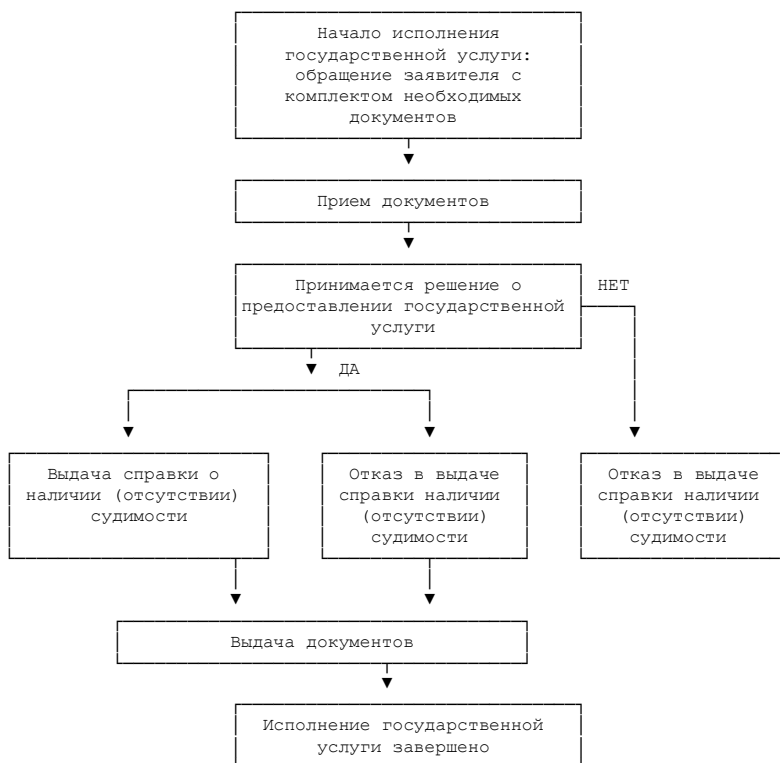 Начало исполнения
государственной услуги:
обращение заявителя с
комплектом необходимых
документов
Прием документов
Принимается решение о
предоставлении государственной
услуги
НЕТ
ДА
Выдача справки о
наличии (отсутствии)
судимости
Отказ в выдаче
справки наличии
(отсутствии)
судимости
Отказ в выдаче
справки наличии
(отсутствии)
судимости
Выдача документов
Исполнение государственной
услуги завершено